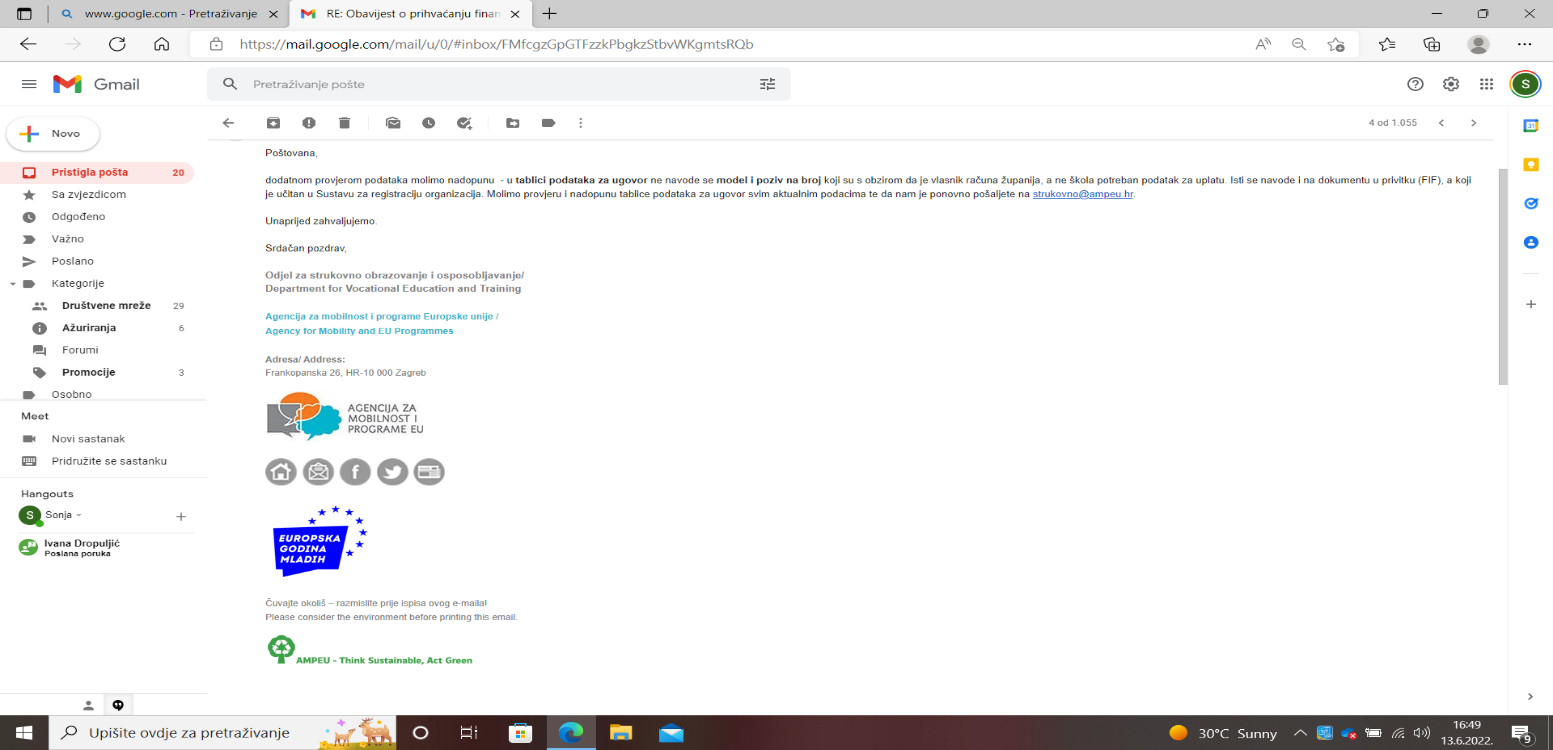 www.google.com - Pretraživanje
RE: Obavijest o prihvaćanju finan
https://mail.google.com/mail/u/0/#inbox/FMfcgzGpGTFzzkPbgkzStbvWKgmtsRQb
Gmail
Pretraživanje pošte
S
Novo
4 od 1.055
Pristigla pošta 20
Sa zvjezdicom
Odgođeno
Važno
Poslano
Kategorije
Društvene mreže 29
Ažuriranja 6
Forumi
Promocije 3
Osobno
Meet
Novi sastanak
Pridružite se sastanku
Hangouts
S Sonja
Ivana Dropuljić
Poslana poruka
Poštovana,
dodatnom provjerom podataka molimo nadopunu - u tablici podataka za ugovor ne navode se model i poziv na broj koji su s obzirom da je vlasnik računa županija, a ne škola potreban podatak za uplatu. Isti se navode i na dokumentu u privitku (FIF), a koji
je učitan u Sustavu za registraciju organizacija. Molimo provjeru i nadopunu tablice podataka za ugovor svim aktualnim podacima te da nam je ponovno pošaljete na strukovno@ampeu.hr.
Unaprijed zahvaljujemo.
Srdačan pozdrav,
Odjel za strukovno obrazovanje i osposobljavanje/
Department for Vocational Education and Training
Agencija za mobilnost i programe Europske unije /
Agency for Mobility and EU Programmes
Adresa/ Address:
Frankopanska 26, HR-10 000 Zagreb
AGENCIJA ZA
MOBILNOST I
PROGRAME EU
EUROPSKA
GODINA
MLADIH
Čuvajte okoliš – razmislite prije ispisa ovog e-maila!
Please consider the environment before printing this email.
AMPEU - Think Sustainable, Act Green
31
Upišite ovdje za pretraživanje
30°C Sunny
16:49
13.6.2022.
9